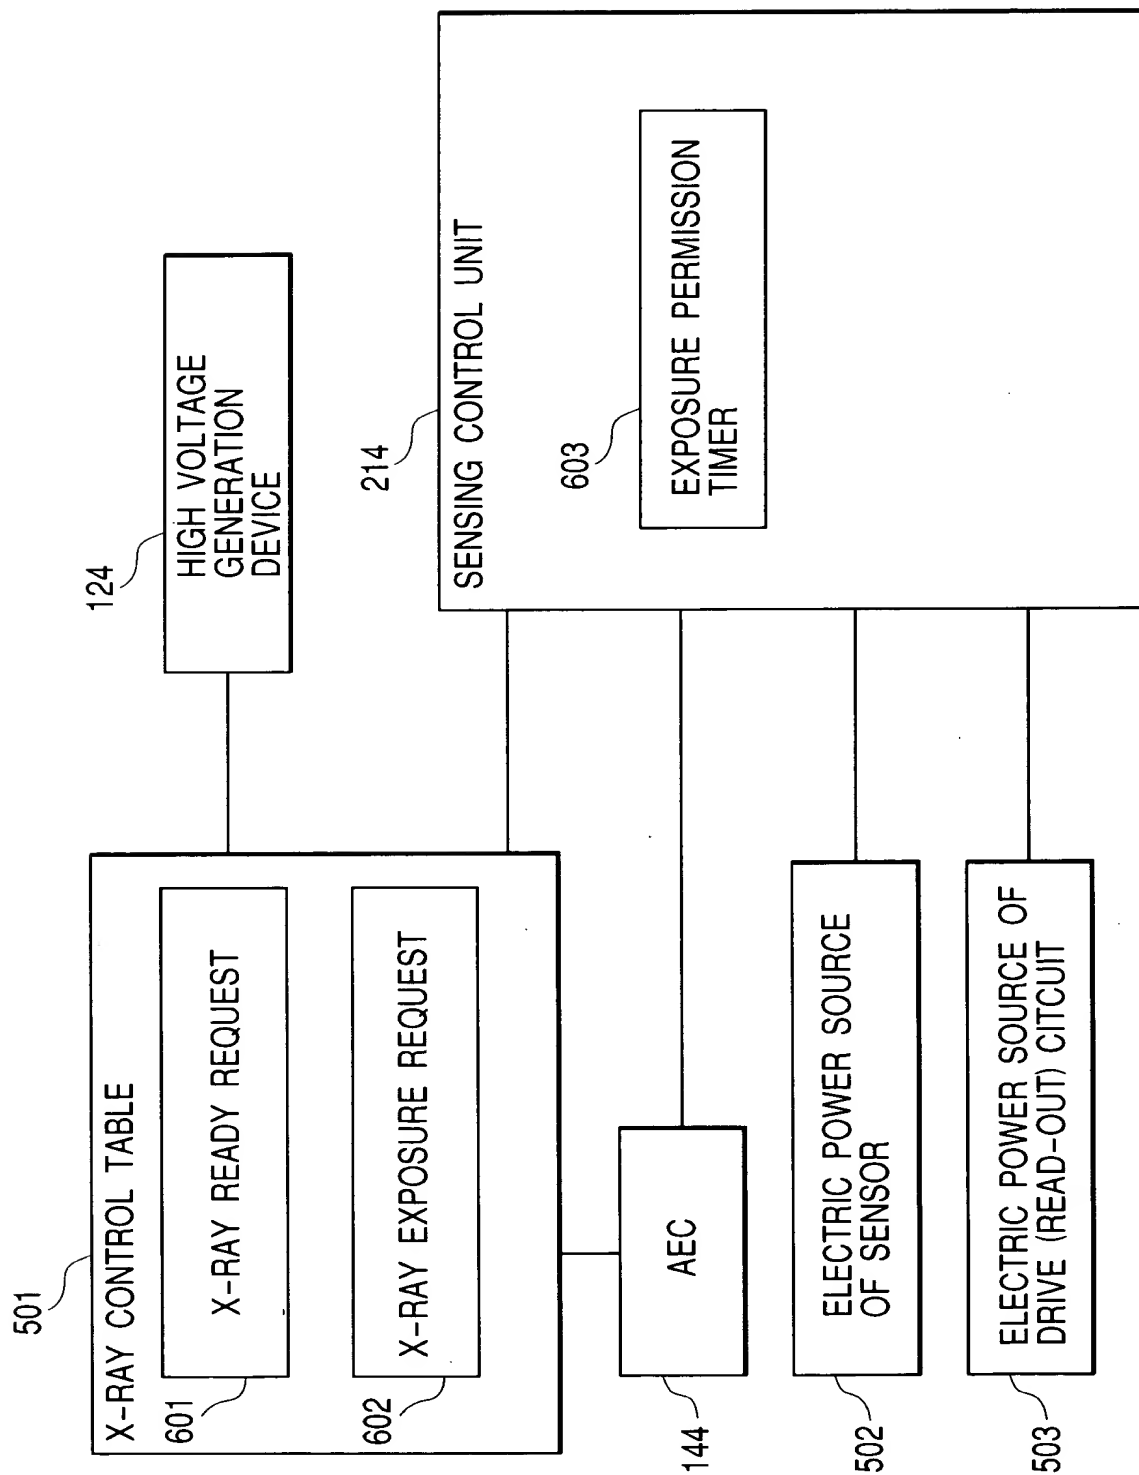 501
X-RAY CONTROL TABLE
601
X-RAY READY REQUEST
602
X-RAY EXPOSURE REQUEST
124
HIGH VOLTAGE
GENERATION
DEVICE
214
SENSING CONTROL UNIT
603
EXPOSURE PERMISSION
TIMER
144
AEC
502
ELECTRIC POWER SOURCE
OF SENSOR
503
ELECTRIC POWER SOURCE OF
DRIVE (READ-OUT) CITCUIT